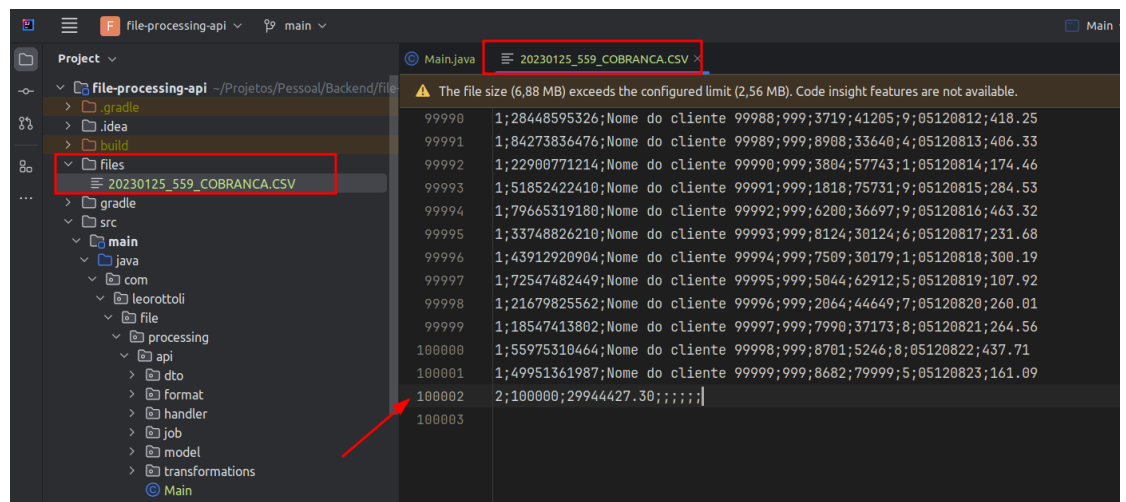 F file-processing-api main Main
Project
file-processing-api ~/Projetos/Pessoal/Backend/file-
.gradle
.idea
build
files
20230125_559_COBRANCA.CSV
gradle
src
main
java
com
leorottoli
file
processing
api
dto
format
handler
job
model
transformations
Main
Main.java 20230125_559_COBRANCA.CSV
The file size (6,88 MB) exceeds the configured limit (2,56 MB). Code insight features are not available.
99990 1;28448595326;Nome do cliente 99988;999;3719;41205;9;05120812;418.25
99991 1;84273836476;Nome do cliente 99989;999;8908;33640;4;05120813;406.33
99992 1;22900771214;Nome do cliente 99990;999;3804;57743;1;05120814;174.46
99993 1;51852422410;Nome do cliente 99991;999;1818;75731;9;05120815;284.53
99994 1;79665319180;Nome do cliente 99992;999;6200;36697;9;05120816;463.32
99995 1;33748826210;Nome do cliente 99993;999;8124;30124;6;05120817;231.68
99996 1;43912920904;Nome do cliente 99994;999;7509;30179;1;05120818;300.19
99997 1;72547482449;Nome do cliente 99995;999;5044;62912;5;05120819;107.92
99998 1;21679825562;Nome do cliente 99996;999;2064;44649;7;05120820;260.01
99999 1;18547413802;Nome do cliente 99997;999;7990;37173;8;05120821;264.56
100000 1;55975310464;Nome do cliente 99998;999;8701;5246;8;05120822;437.71
100001 1;49951361987;Nome do cliente 99999;999;8682;79999;5;05120823;161.09
100002 2;100000;29944427.30;;;;;;
100003